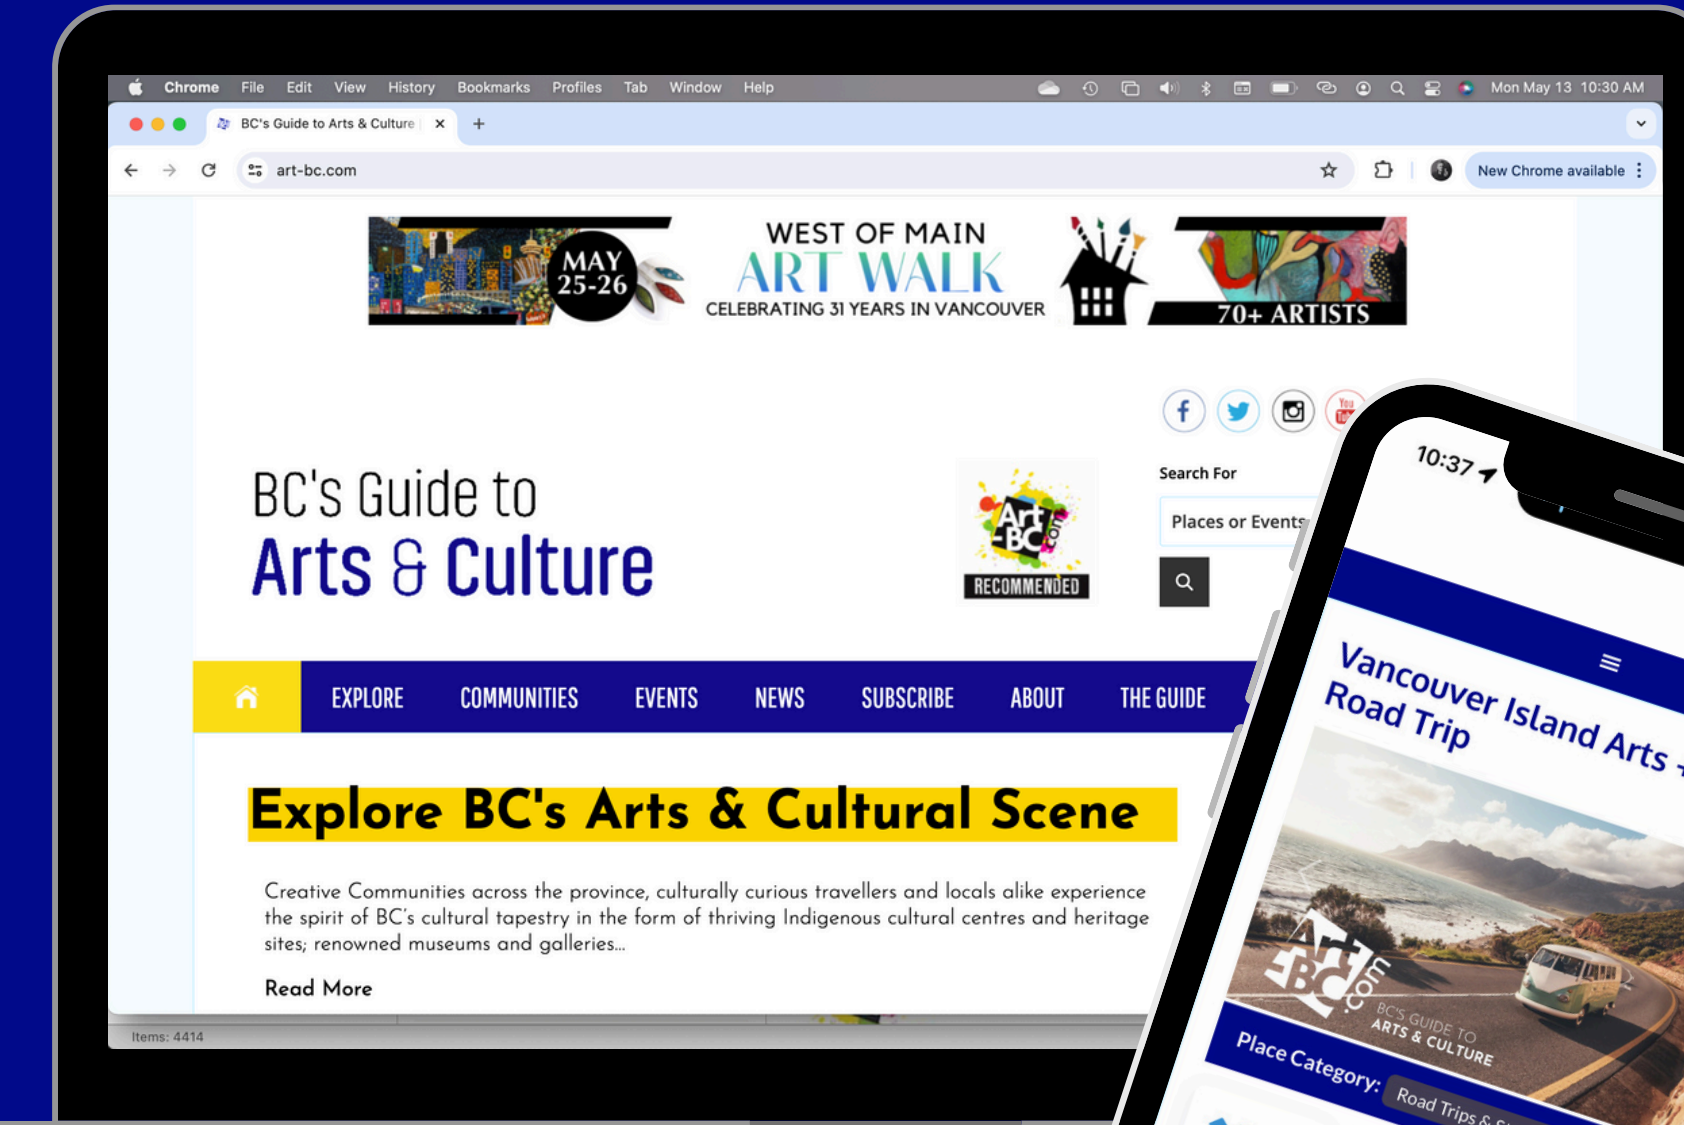 Chrome File Edit View History Bookmarks Profiles Tab Window Help Mon May 13 10:30 AM
BC's Guide to Arts & Culture
art-bc.com New Chrome available
MAY
25-26
WEST OF MAIN
ART WALK
CELEBRATING 31 YEARS IN VANCOUVER
70+ ARTISTS
You
BC's Guide to
Arts & Culture
Art
-BC
.com
RECOMMENDED
Search For
Places or Events
EXPLORE COMMUNITIES EVENTS NEWS SUBSCRIBE ABOUT THE GUIDE
Explore BC's Arts & Cultural Scene
Creative Communities across the province, culturally curious travellers and locals alike experience
the spirit of BC's cultural tapestry in the form of thriving Indigenous cultural centres and heritage
sites; renowned museums and galleries...
Read More
Items: 4414
10:37
Vancouver Island Arts +
Road Trip
Art
-BC
.com
BC'S GUIDE TO
ARTS & CULTURE
Place Category: Road Trips &